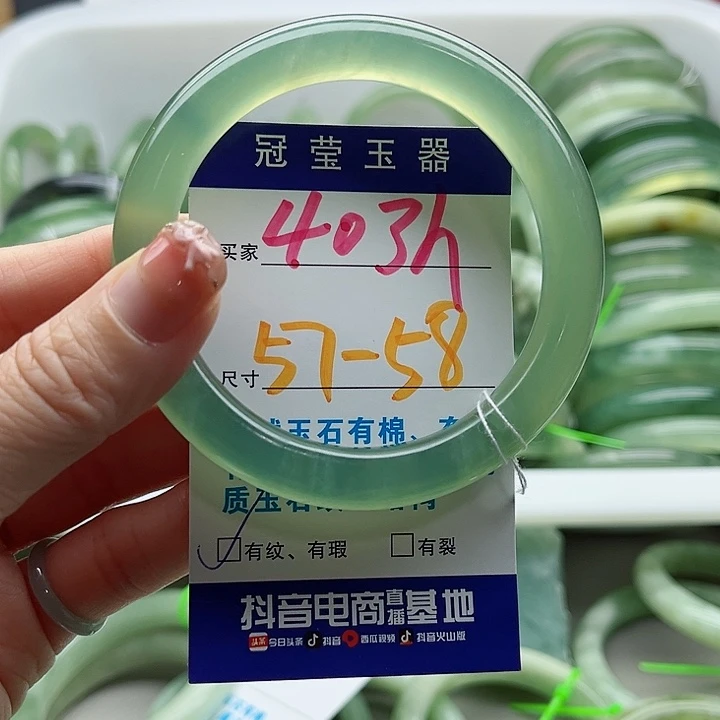 冠莹玉器
买家 403h
尺寸 57-58
玉石有棉、
□有纹、有瑕 □有裂
抖音电商直播基地
头条 今日头条 抖音 西瓜视频 抖音火山版